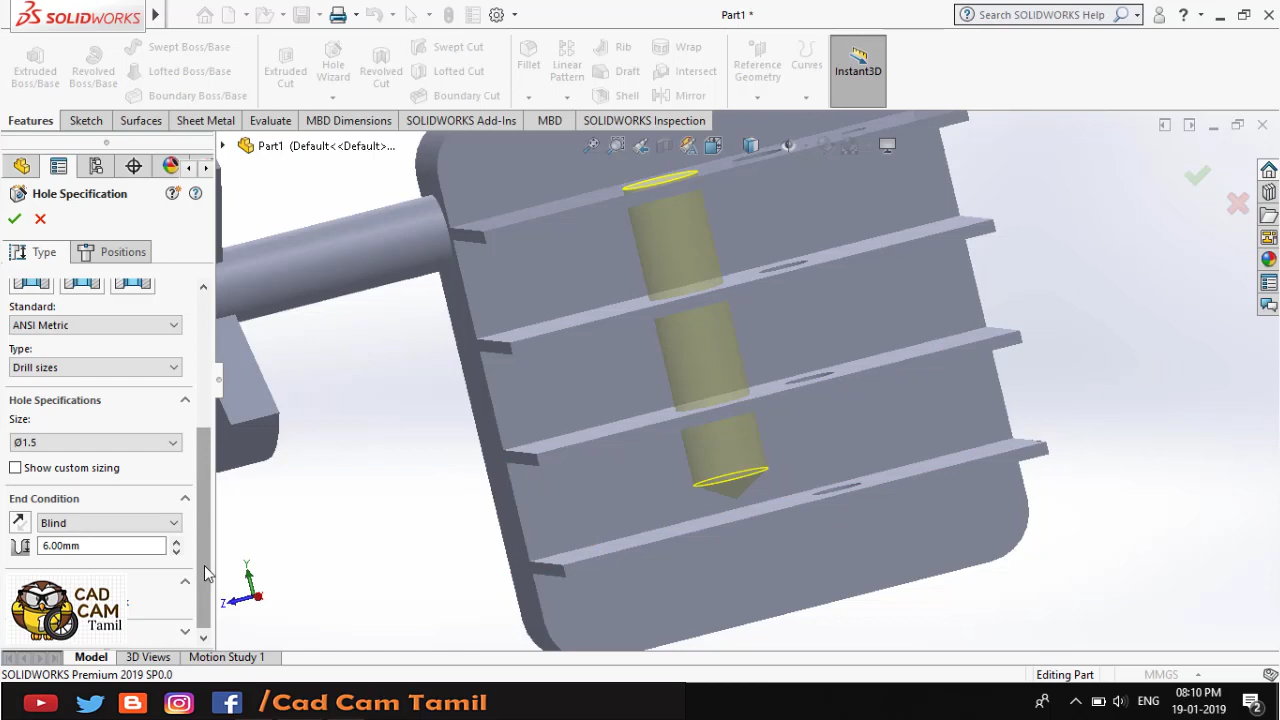 SOLIDWORKS
Part1 *
Search SOLIDWORKS Help
Extruded Boss/Base
Revolved Boss/Base
Swept Boss/Base
Lofted Boss/Base
Boundary Boss/Base
Extruded Cut
Hole Wizard
Revolved Cut
Swept Cut
Lofted Cut
Boundary Cut
Fillet
Linear Pattern
Rib
Draft
Shell
Wrap
Intersect
Mirror
Reference Geometry
Curves
Instant3D
Features
Sketch
Surfaces
Sheet Metal
Evaluate
MBD Dimensions
SOLIDWORKS Add-Ins
MBD
SOLIDWORKS Inspection
Part1 (Default<<Default>...
Hole Specification
Type
Positions
Standard:
ANSI Metric
Type:
Drill sizes
Hole Specifications
Size:
Ø1.5
Show custom sizing
End Condition
Blind
6.00mm
CAD
CAM
Tamil
Y
Z
Model
3D Views
Motion Study 1
SOLIDWORKS Premium 2019 SP0.0
Editing Part
MMGS
/Cad Cam Tamil
ENG
08:10 PM
19-01-2019
2